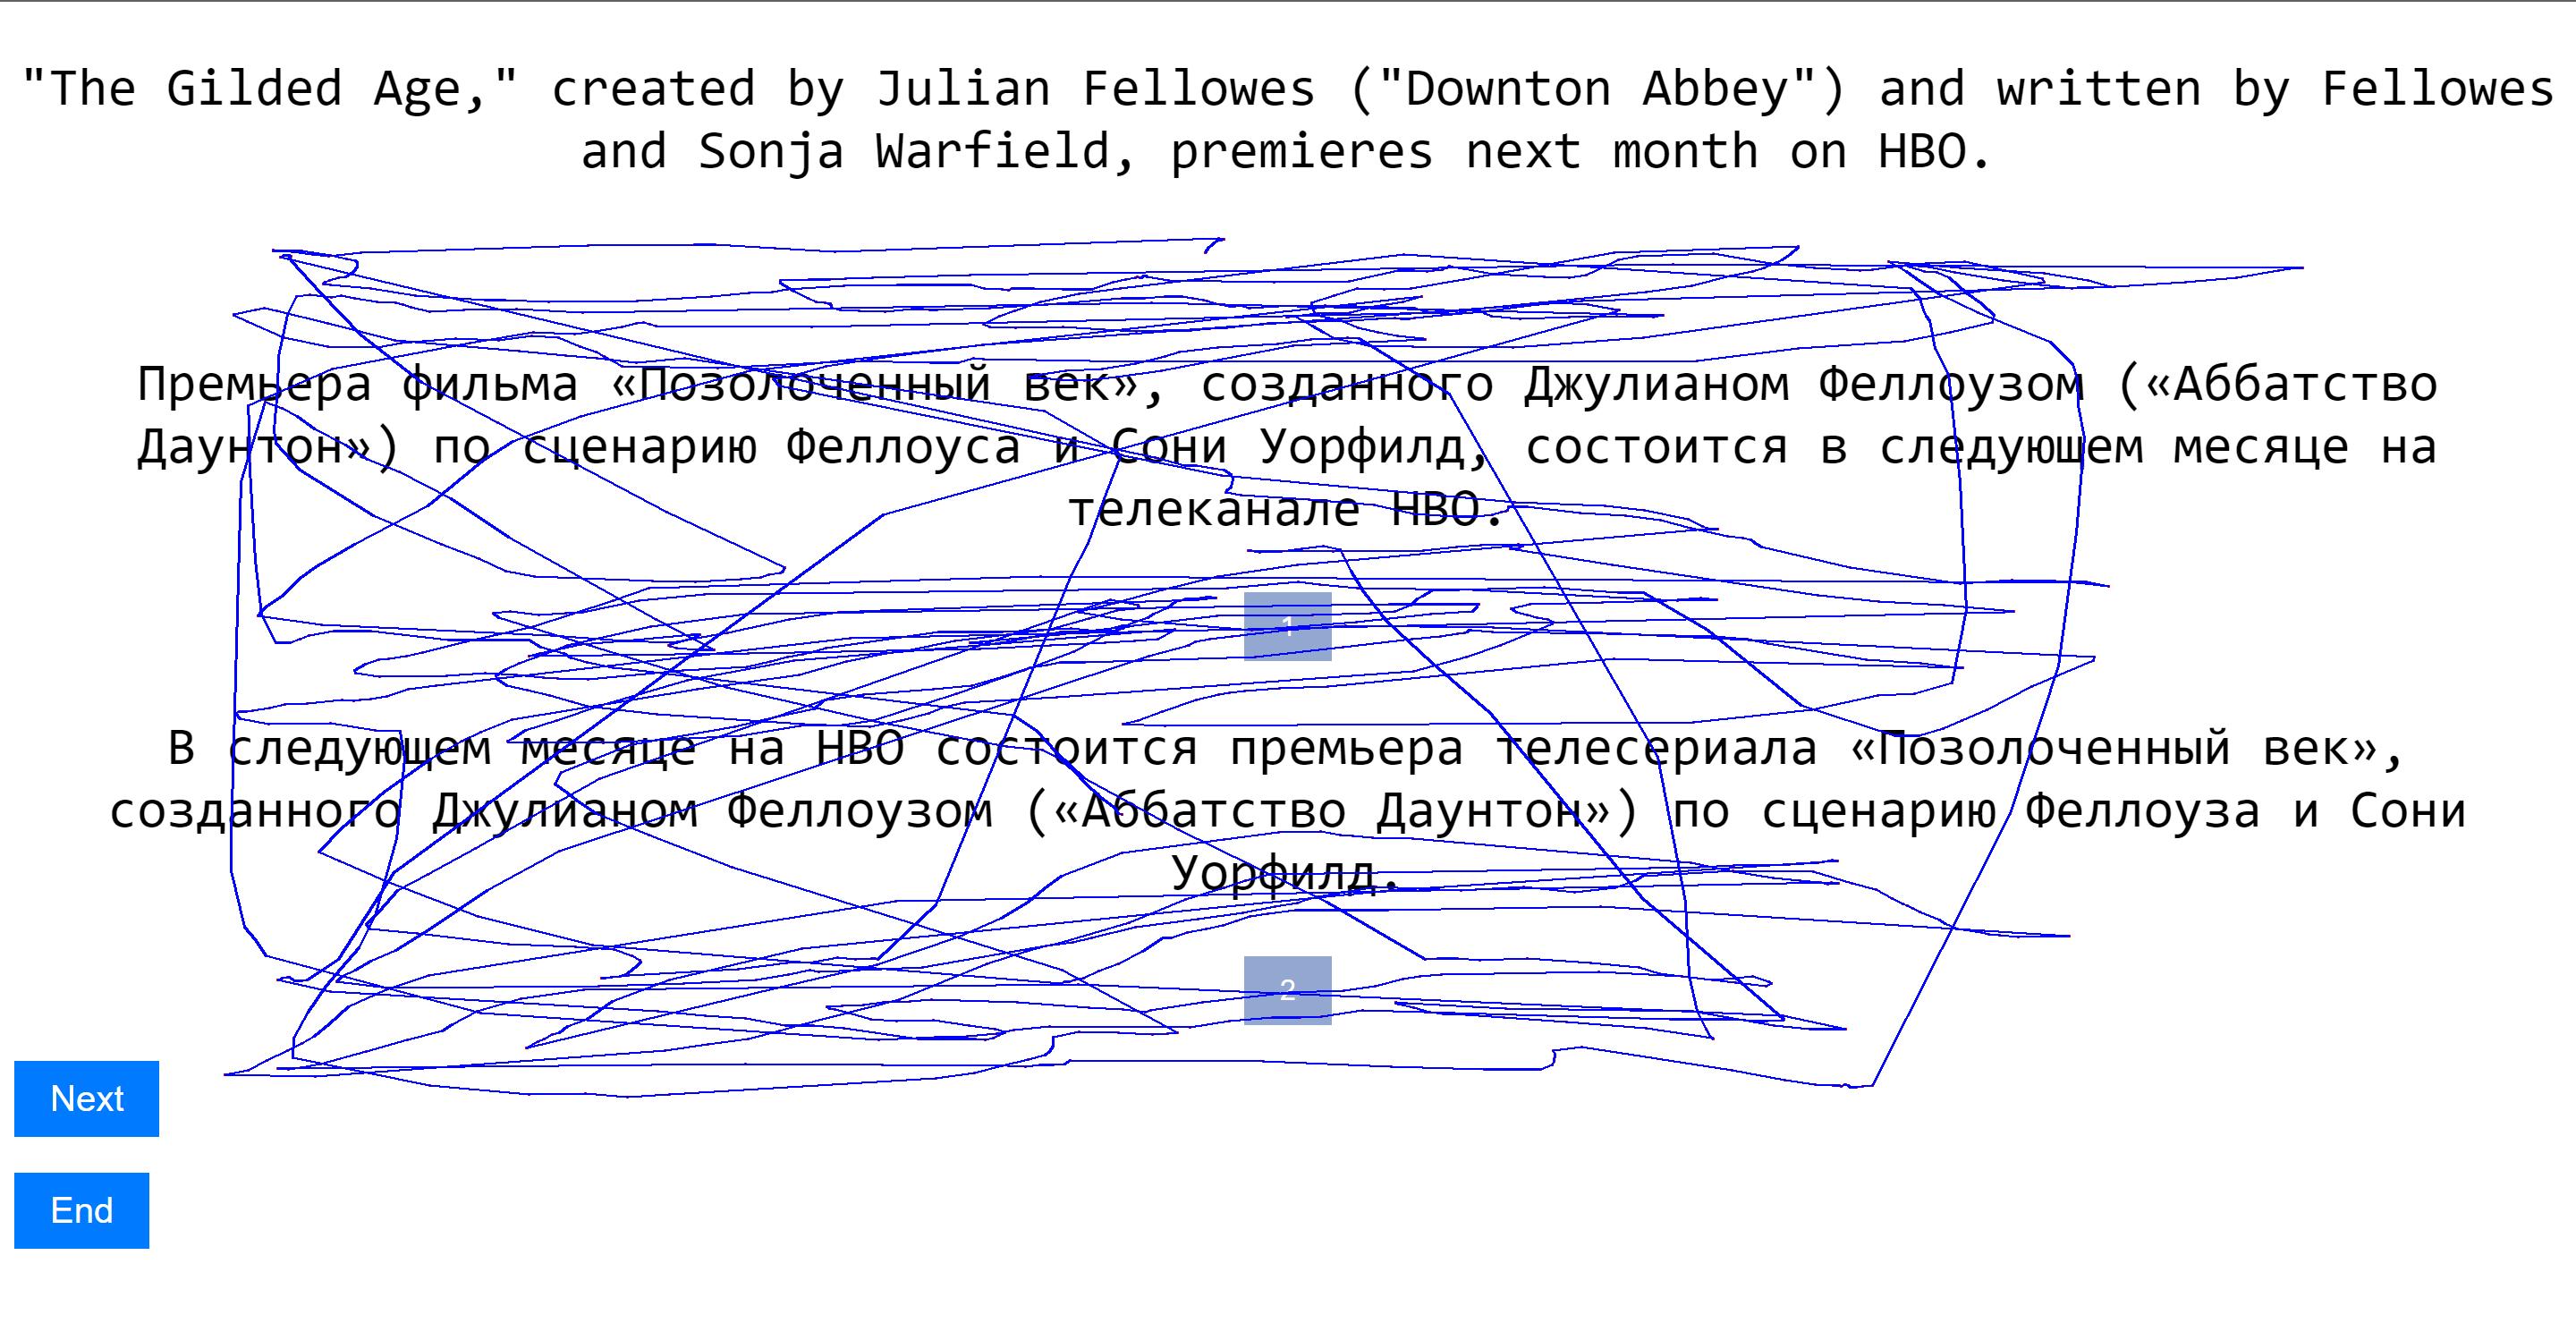 "The Gilded Age," created by Julian Fellowes ("Downton Abbey") and written by Fellowes
and Sonja Warfield, premieres next month on HBO.
Премьера фильма «Позолоченный век», созданного Джулианом Феллоузом («Аббатство
Даунтон») по сценарию Феллоуса и Сони Уорфилд, состоится в следующем месяце на
телеканале HBO.
1
В следующем месяце на HBO состоится премьера телесериала «Позолоченный век»,
созданного Джулианом Феллоузом («Аббатство Даунтон») по сценарию Феллоуза и Сони
Уорфилд.
2
Next
End